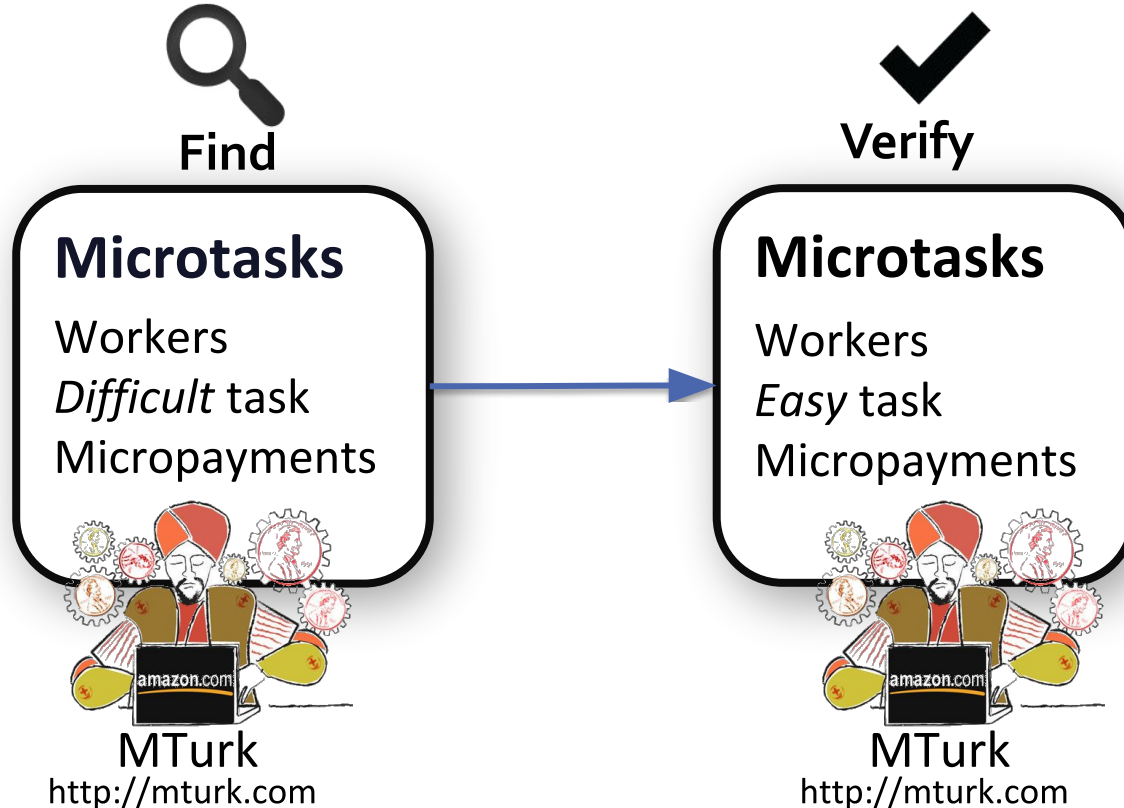 Find
Microtasks
Workers
Difficult task
Micropayments
amazon.com
MTurk
http://mturk.com
Verify
Microtasks
Workers
Easy task
Micropayments
amazon.com
MTurk
http://mturk.com